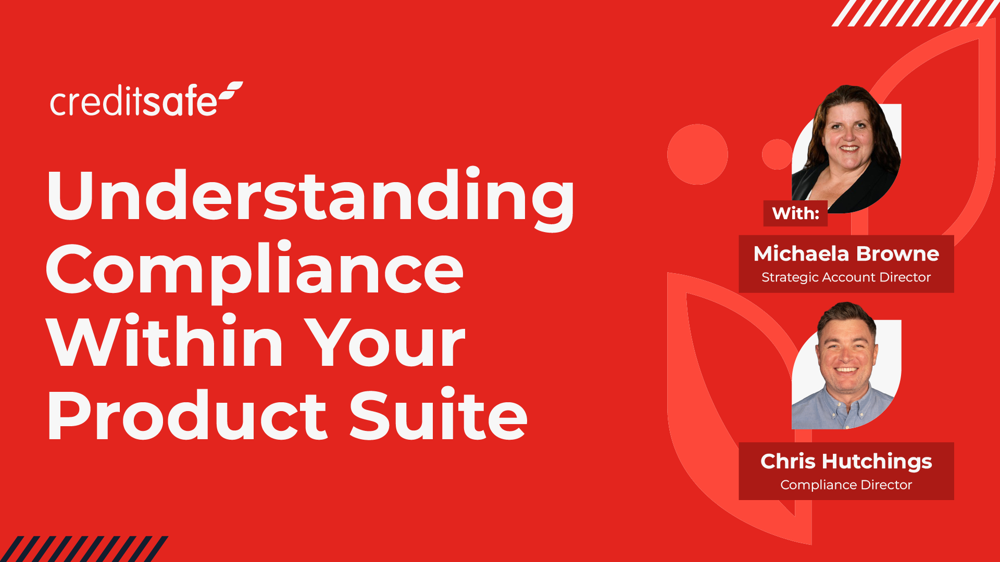 creditsafe
Understanding
Compliance
Within Your
Product Suite
With:
Michaela Browne
Strategic Account Director
Chris Hutchings
Compliance Director